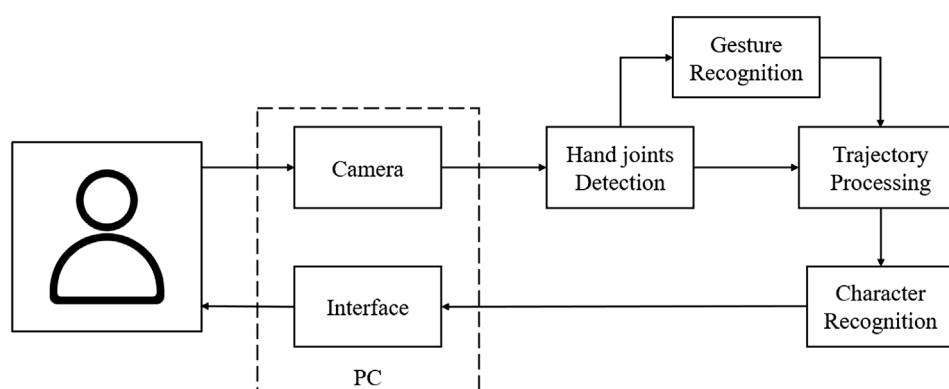 Gesture
Recognition
Camera
Hand joints
Detection
Trajectory
Processing
Interface
Character
Recognition
PC